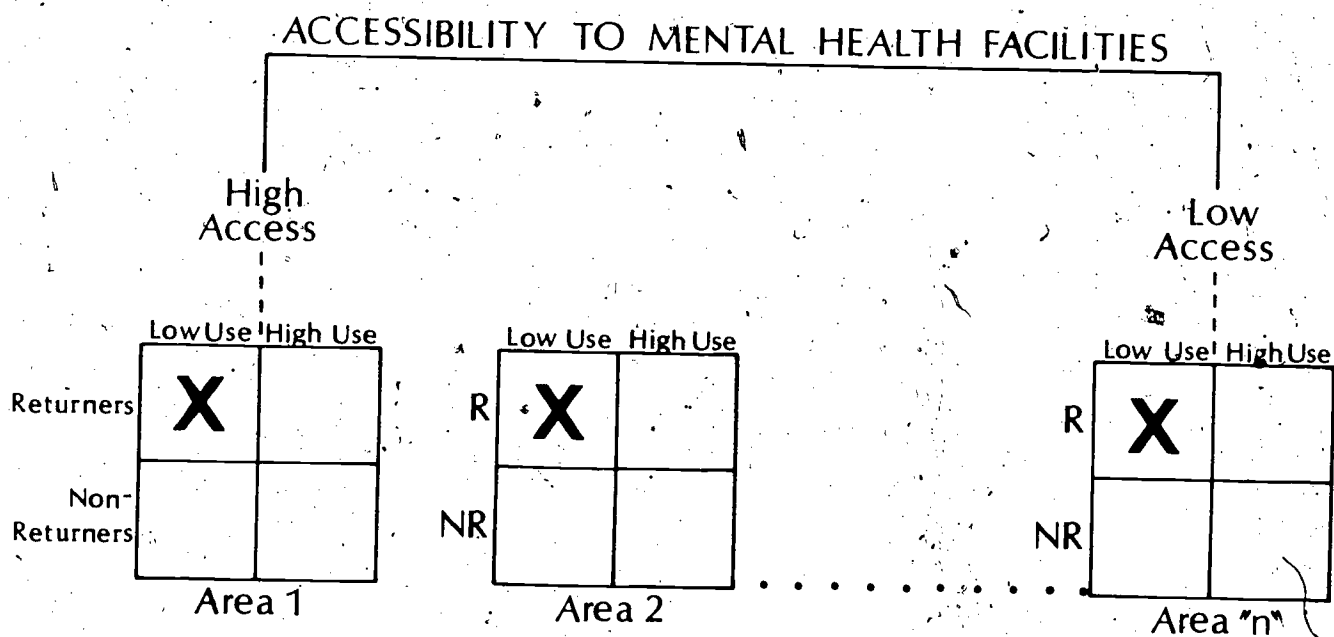 ACCESSIBILITY TO MENTAL HEALTH FACILITIES
High
Access
Low
Access
Low Use High Use
Low Use High Use
Low Use High Use
Returners X
R X
R X
Non-
Returners
NR
NR
Area 1
Area 2
Area "n"